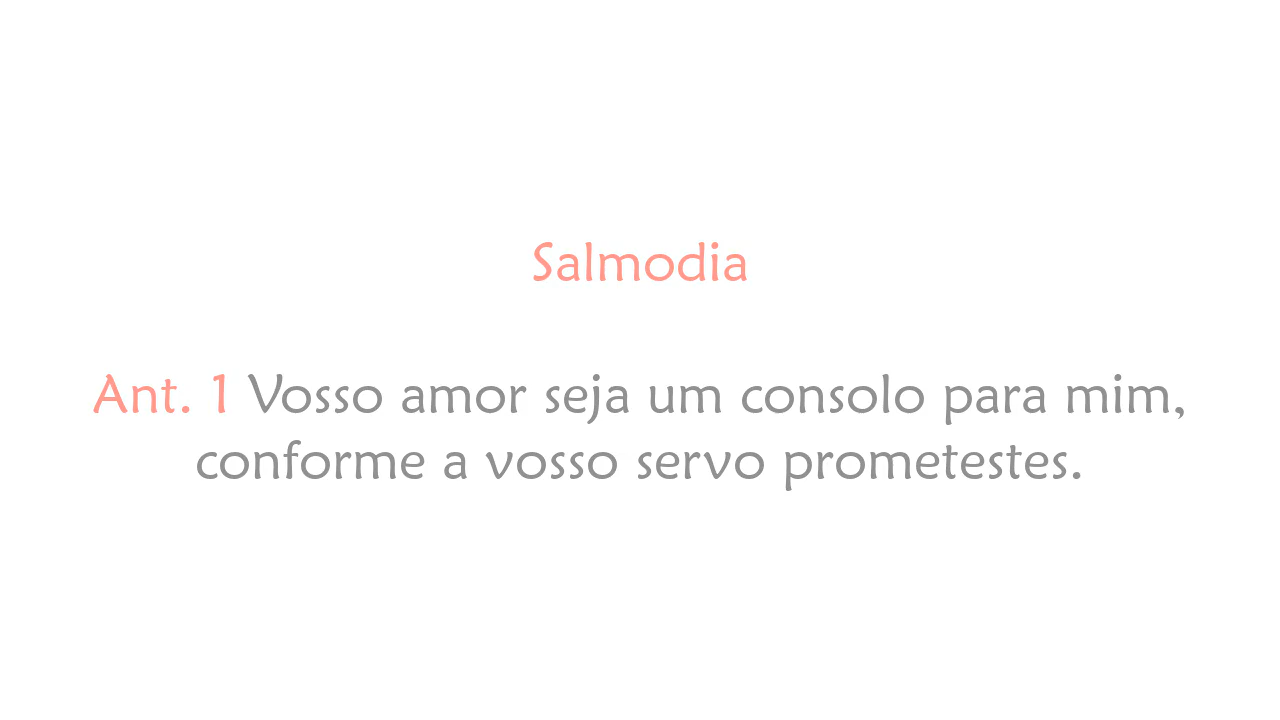 Salmodia
Ant. 1 Vosso amor seja um consolo para mim,
conforme a vosso servo prometestes.